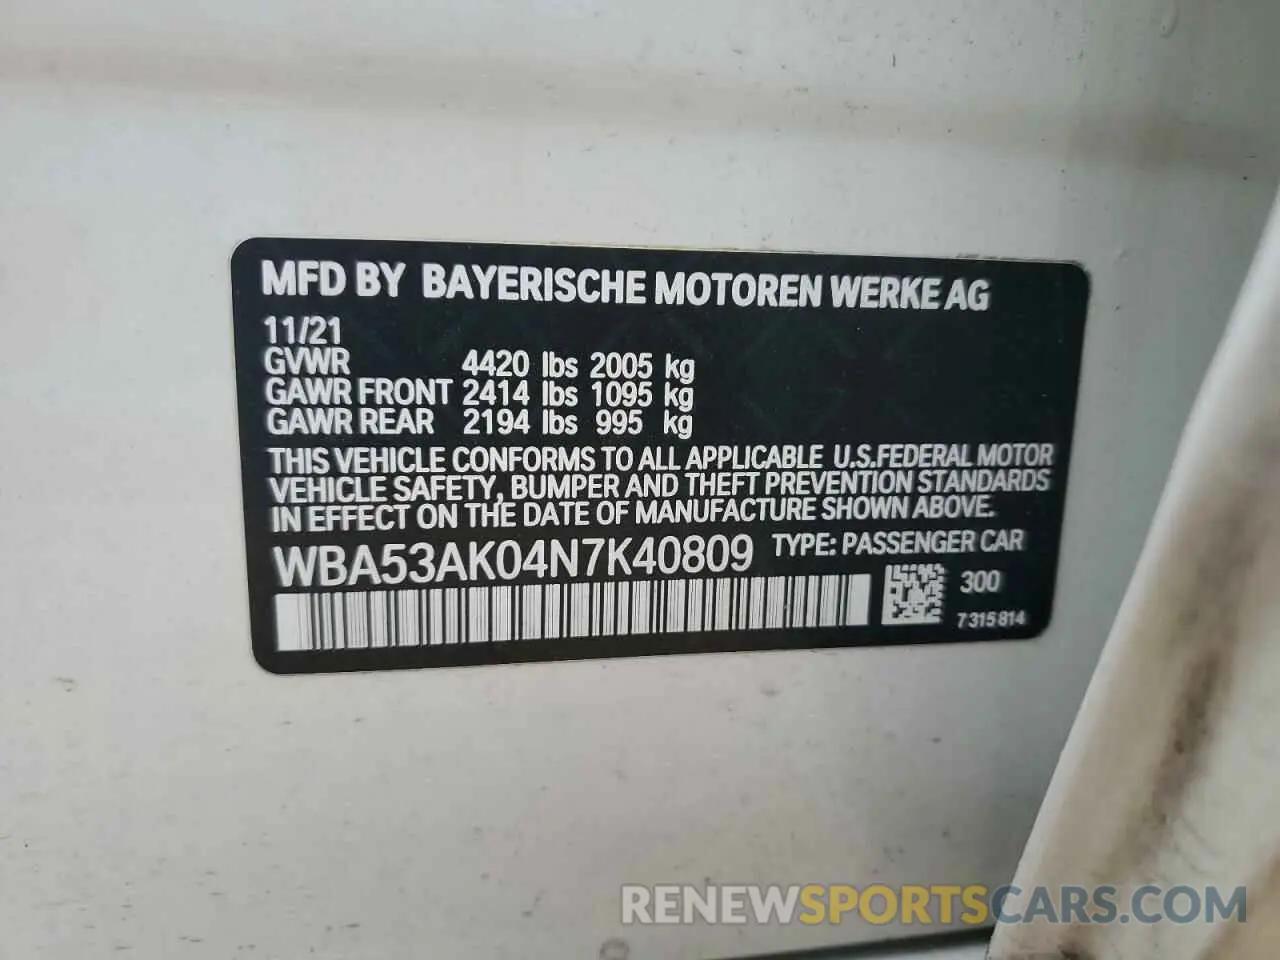 MFD BY BAYERISCHE MOTOREN WERKE AG
11/21
GVWR 4420 lbs 2005 kg
GAWR FRONT 2414 lbs 1095 kg
GAWR REAR 2194 lbs 995 kg
THIS VEHICLE CONFORMS TO ALL APPLICABLE U.S.FEDERAL MOTOR
VEHICLE SAFETY, BUMPER AND THEFT PREVENTION STANDARDS
IN EFFECT ON THE DATE OF MANUFACTURE SHOWN ABOVE.
WBA53AK04N7K40809 TYPE: PASSENGER CAR
300
7315814
RENEWSPORTSCARS.COM